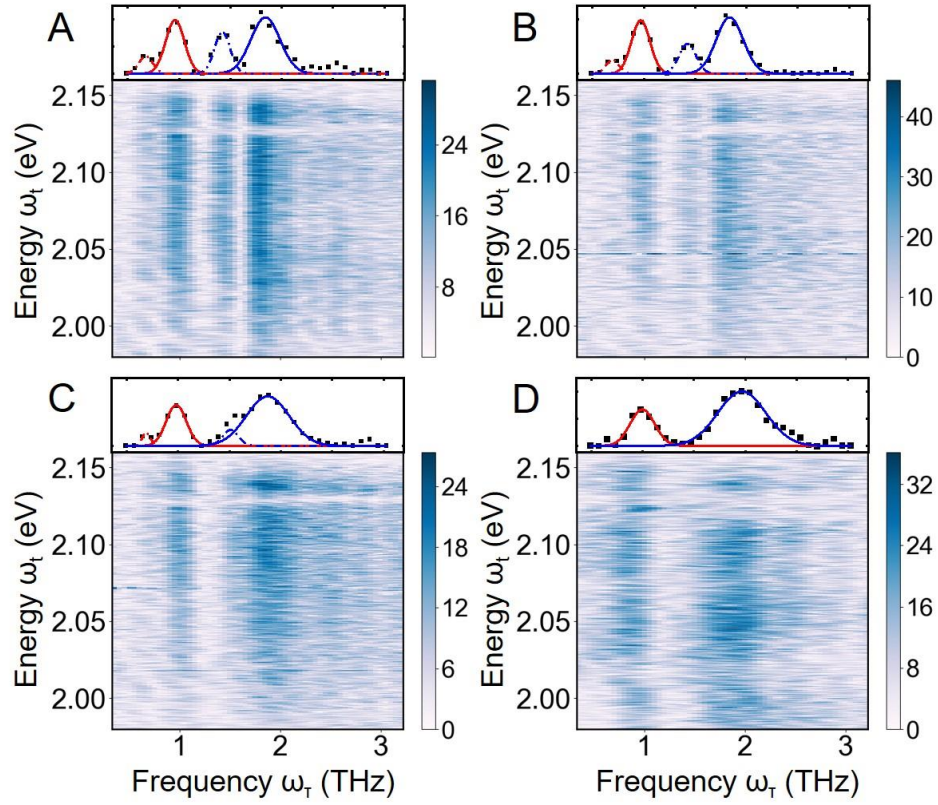 A
2.15
2.10
2.05
2.00
Energy ωt (eV)
24
16
8
B
2.15
2.10
2.05
2.00
Energy ωt (eV)
40
30
20
10
0
C
2.15
2.10
2.05
2.00
Energy ωt (eV)
24
18
12
6
0
1 2 3
Frequency ωτ (THz)
D
2.15
2.10
2.05
2.00
Energy ωt (eV)
32
24
16
8
0
1 2 3
Frequency ωτ (THz)